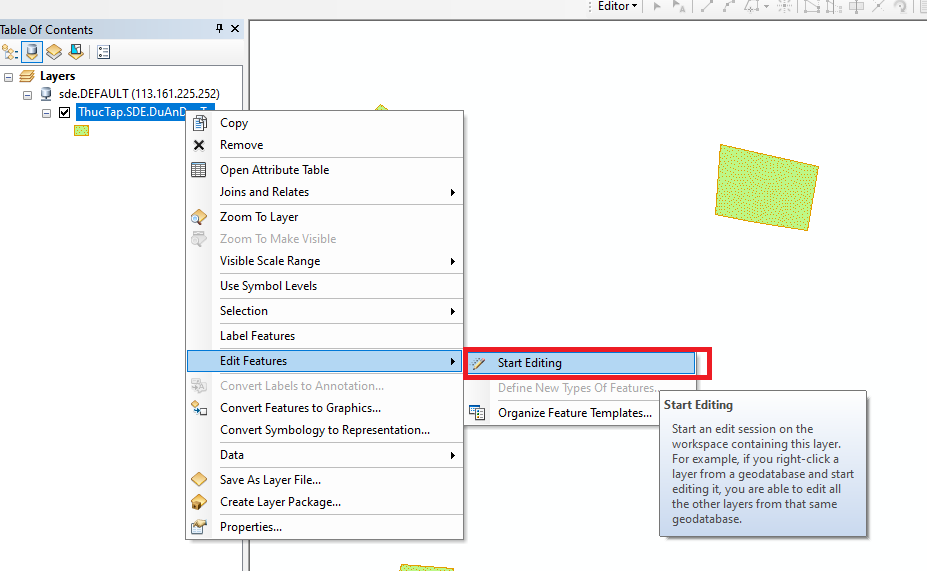 Editor
Table Of Contents
Layers
sde.DEFAULT (113.161.225.252)
ThucTap.SDE.DuAnD
Copy
Remove
Open Attribute Table
Joins and Relates
Zoom To Layer
Zoom To Make Visible
Visible Scale Range
Use Symbol Levels
Selection
Label Features
Edit Features
Start Editing
Define New Types Of Features...
Organize Feature Templates...
Convert Labels to Annotation...
Convert Features to Graphics...
Convert Symbology to Representation...
Data
Save As Layer File...
Create Layer Package...
Properties...
Start Editing
Start an edit session on the
workspace containing this layer.
For example, if you right-click a
layer from a geodatabase and start
editing it, you are able to edit all
the other layers from that same
geodatabase.